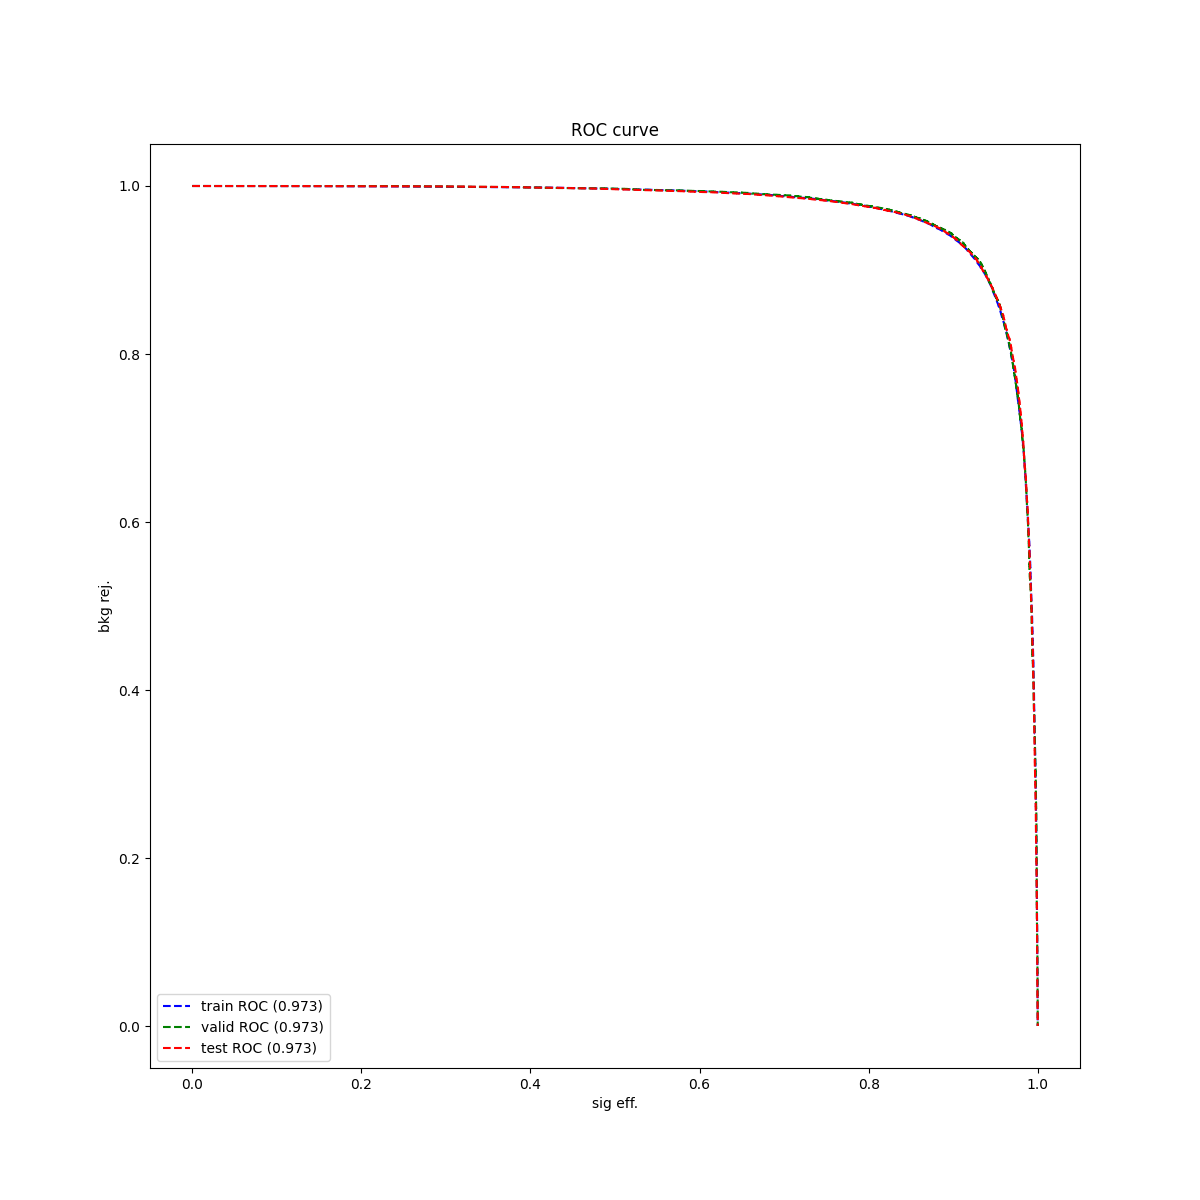 ROC curve
bkg rej.
1.0
0.8
0.6
0.4
0.2
0.0
train ROC (0.973)
valid ROC (0.973)
test ROC (0.973)
0.0 0.2 0.4 0.6 0.8 1.0
sig eff.